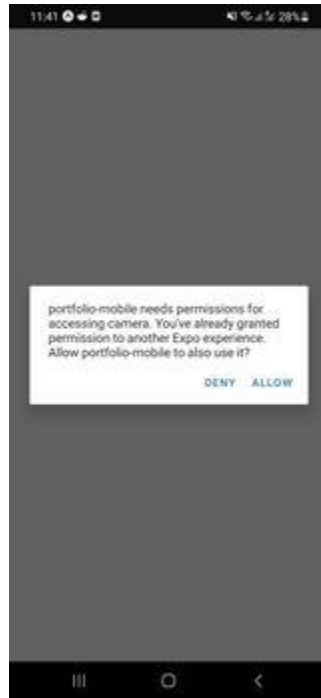 11:41
28%
portfolio-mobile needs permissions for
accessing camera. You've already granted
permission to another Expo experience.
Allow portfolio-mobile to also use it?
DENY ALLOW